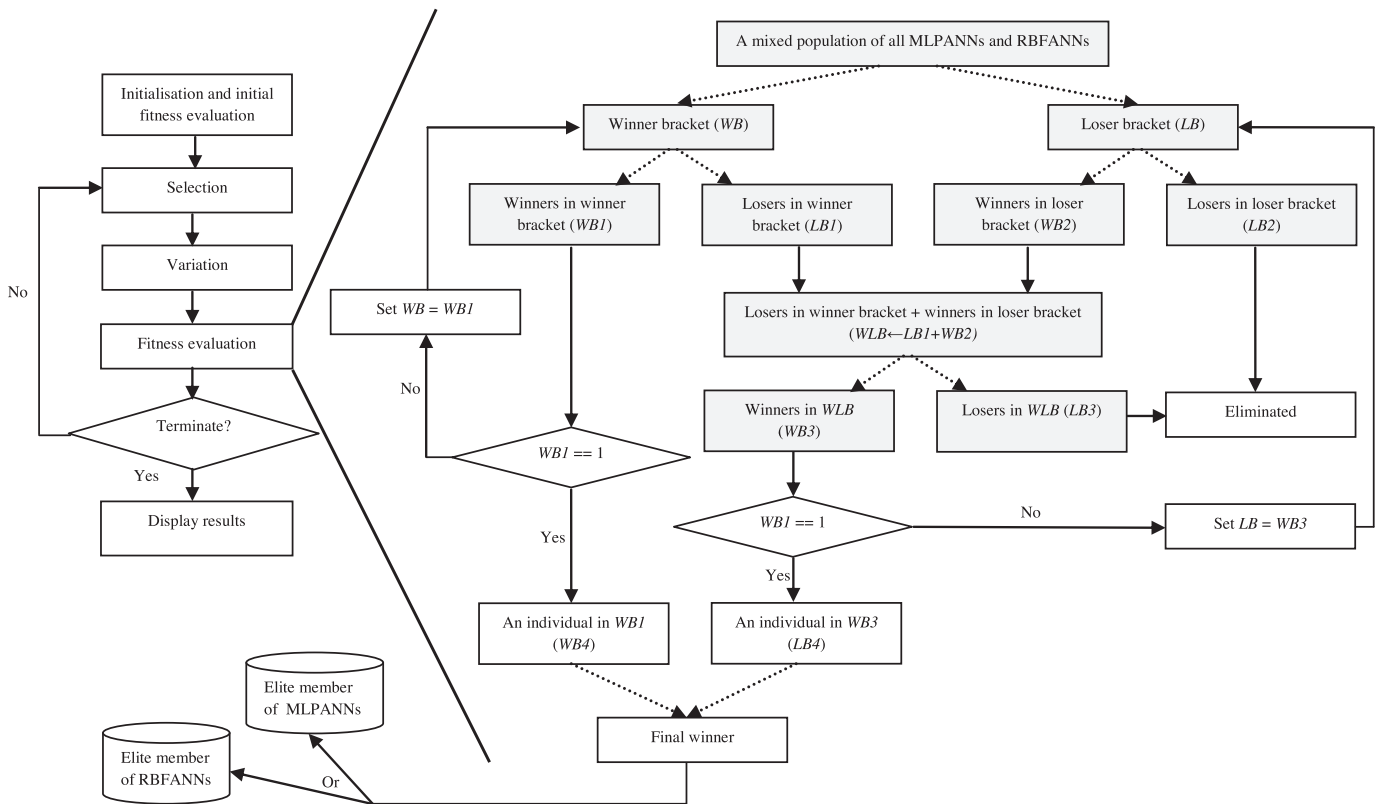 A mixed population of all MLPANNs and RBFANNs
Initialisation and initial
fitness evaluation
Selection
Variation
Fitness evaluation
Terminate?
No
Yes
Display results
Winner bracket (WB)
Loser bracket (LB)
Winners in winner
bracket (WB1)
Losers in winner
bracket (LB1)
Winners in loser
bracket (WB2)
Losers in loser bracket
(LB2)
Set WB = WB1
No
Losers in winner bracket + winners in loser bracket
(WLB←LB1+WB2)
Winners in WLB
(WB3)
Losers in WLB (LB3)
Eliminated
WB1 == 1
Yes
WB1 == 1
No
Set LB = WB3
Yes
An individual in WB1
(WB4)
An individual in WB3
(LB4)
Final winner
Elite member
of MLPANNs
Elite member
of RBFANNs
Or